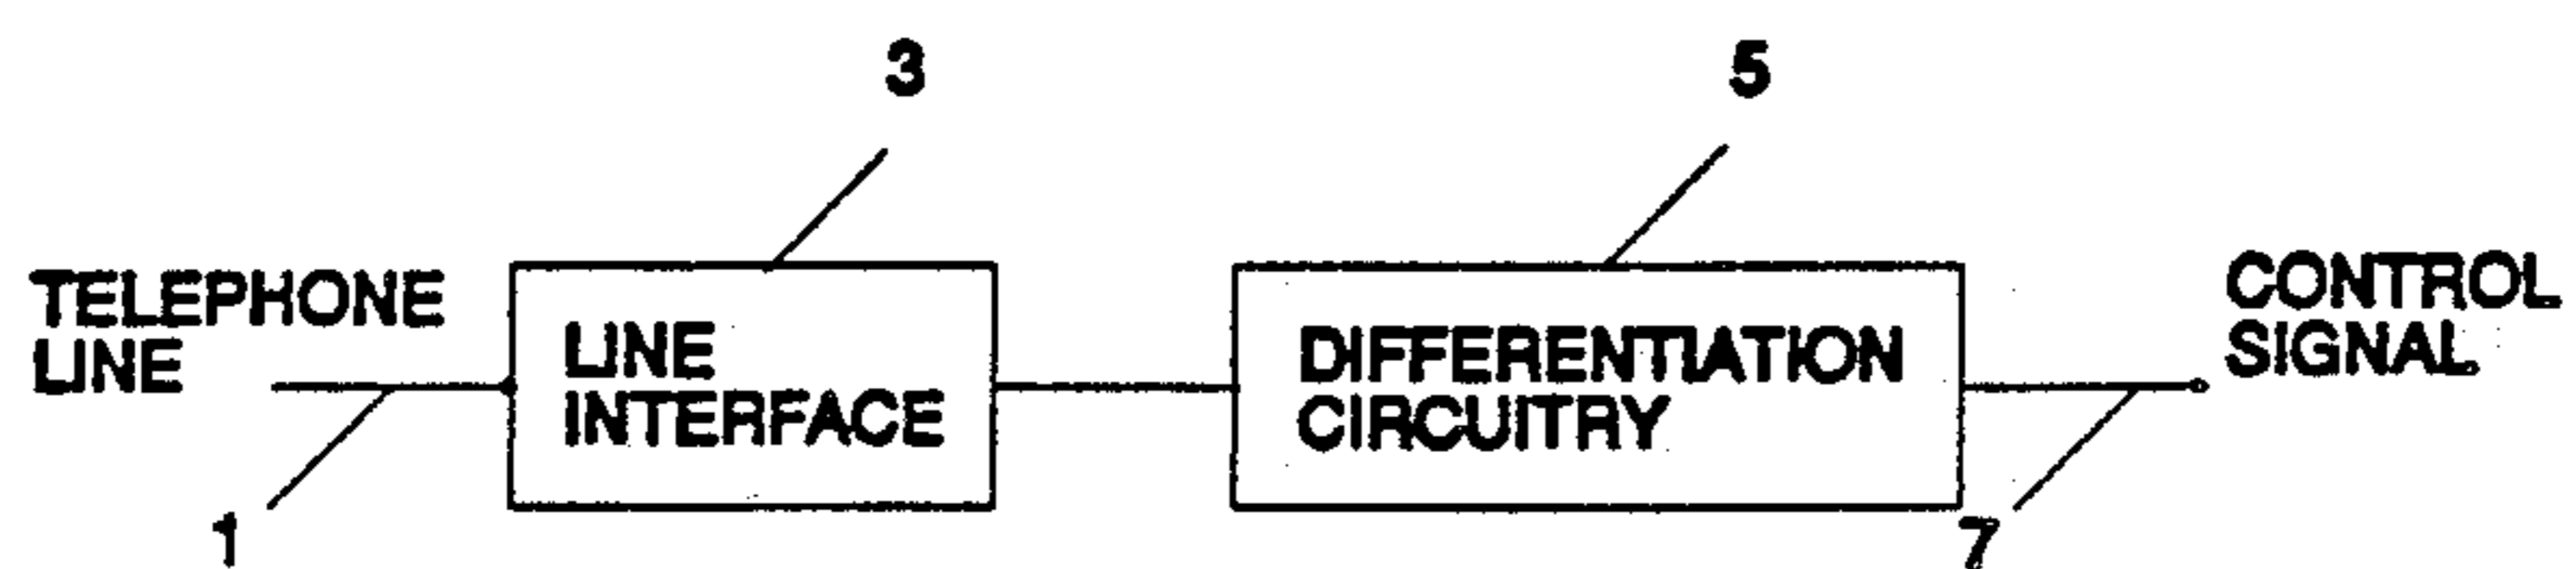 3
5
TELEPHONE
LINE
LINE
INTERFACE
DIFFERENTIATION
CIRCUITRY
CONTROL
SIGNAL
1
7